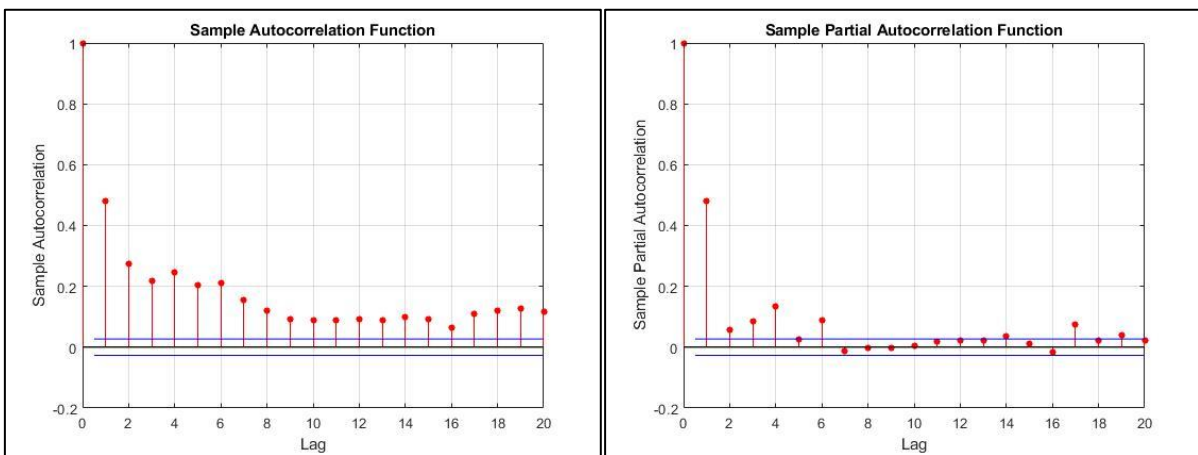 Sample Autocorrelation Function
1
0.8
0.6
0.4
0.2
0
-0.2
Sample Autocorrelation
0 2 4 6 8 10 12 14 16 18 20
Lag
Sample Partial Autocorrelation Function
1
0.8
0.6
0.4
0.2
0
-0.2
Sample Partial Autocorrelation
0 2 4 6 8 10 12 14 16 18 20
Lag